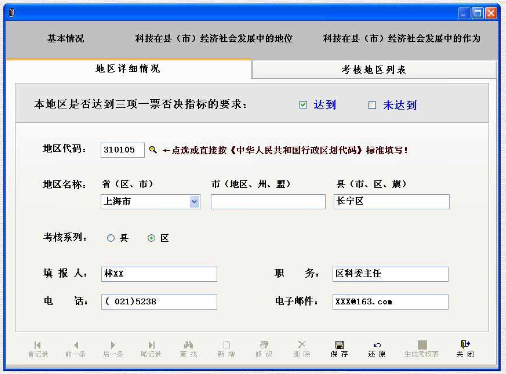 基本情况 科技在县（市）经济社会发展中的地位 科技在县（市）经济社会发展中的作为
地区详细情况 考核地区列表
本地区是否达到三项一票否决指标的要求： 达到 未达到
地区代码： 310105 ←点选或直接按《中华人民共和国行政区划代码》标准填写！
地区名称： 省（区、市） 市（地区、州、盟） 县（市、区、旗）
上海市 长宁区
考核系列： 县 区
填 报 人： 林XX 职 务： 区科委主任
电 话： ( 021)5238 电子邮件： XXX@163.com
首记录 前一条 后一条 尾记录 查 找 新 增 修 改 删 除 保 存 还 原 生成考核表 关 闭